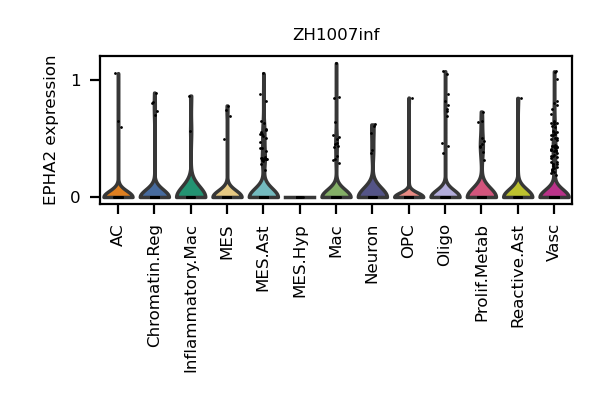 ZH1007inf
EPHA2 expression
1
0
AC
Chromatin.Reg
Inflammatory.Mac
MES
MES.Ast
MES.Hyp
Mac
Neuron
OPC
Oligo
Prolif.Metab
Reactive.Ast
Vasc